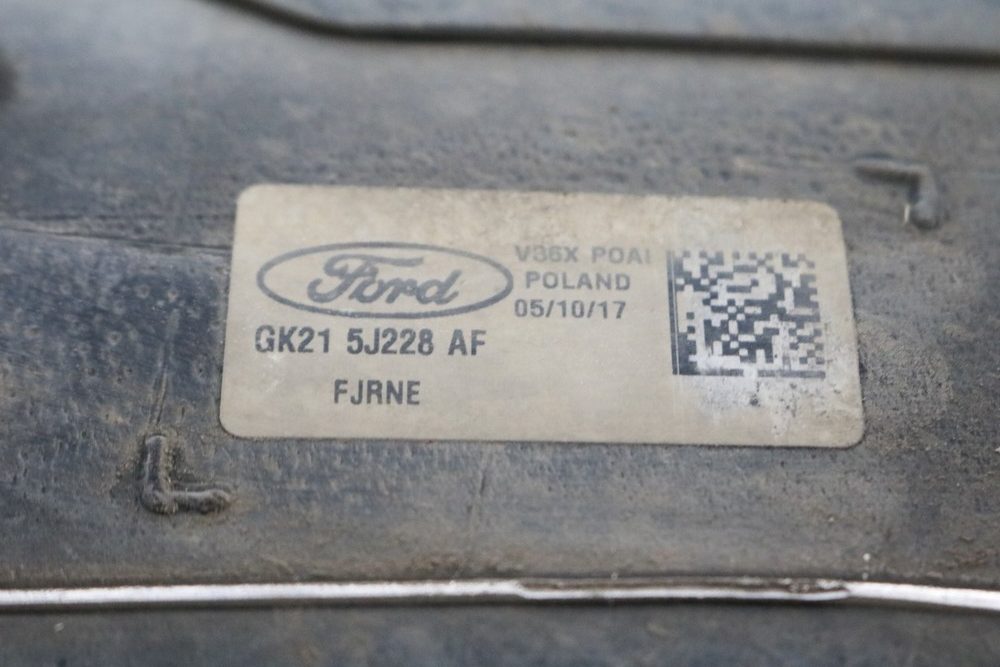 Ford
V36X POAI
POLAND
05/10/17
GK21 5J228 AF
FJRNE